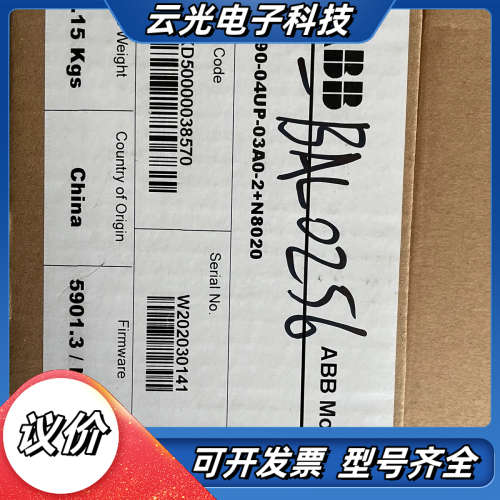 云光电子科技
ABB
90-04UP-03A0-2+N8020
BAL0256
ABB Mo
Code
KD50000038570
Serial No.
W202030141
Weight
.15 Kgs
Country of Origin
China
Firmware
5901.3 /
议价
可开发票 型号齐全